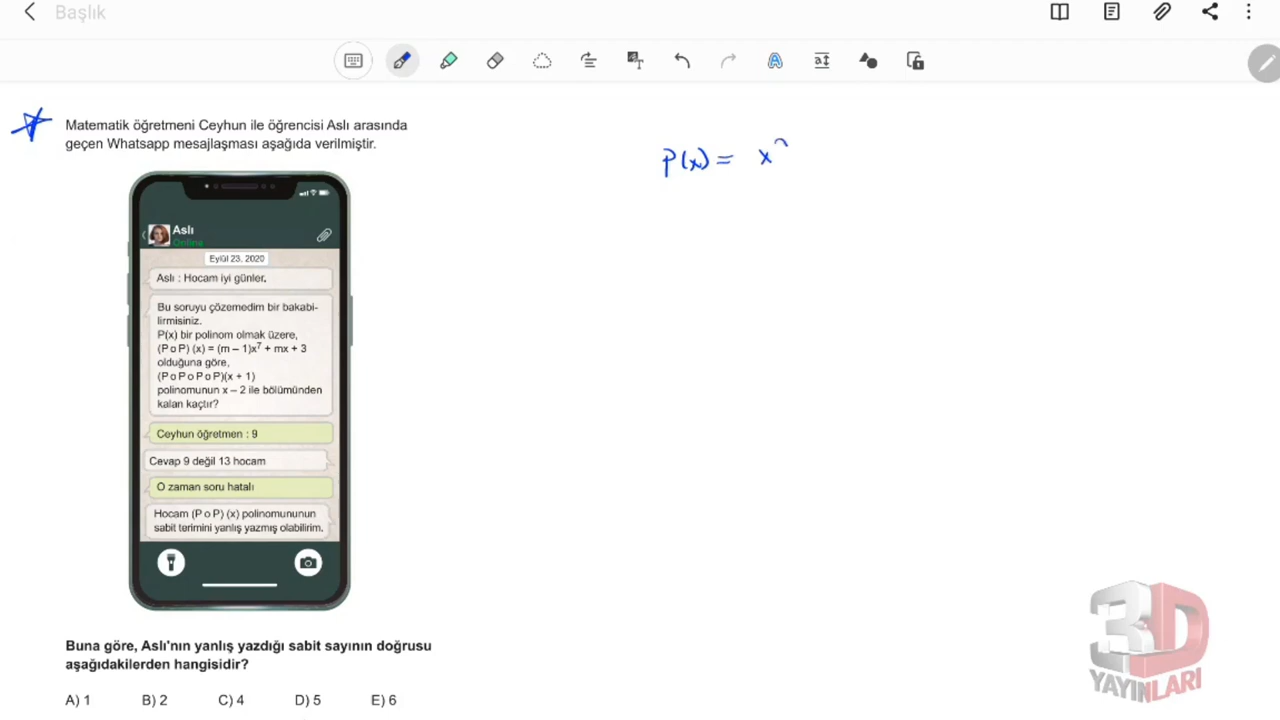 Başlık
Matematik öğretmeni Ceyhun ile öğrencisi Aslı arasında
geçen Whatsapp mesajlaşması aşağıda verilmiştir.
P(x) = x
Aslı
Online
Eylül 23, 2020
Aslı : Hocam iyi günler.
Bu soruyu çözemedim bir bakabi-
lirmisiniz.
P(x) bir polinom olmak üzere,
(P o P) (x) = (m – 1)x⁷ + mx + 3
olduğuna göre,
(P o P o P o P)(x + 1)
polinomunun x – 2 ile bölümünden
kalan kaçtır?
Ceyhun öğretmen : 9
Cevap 9 değil 13 hocam
O zaman soru hatalı
Hocam (P o P) (x) polinomununun
sabit terimini yanlış yazmış olabilirim.
Buna göre, Aslı'nın yanlış yazdığı sabit sayının doğrusu
aşağıdakilerden hangisidir?
A) 1 B) 2 C) 4 D) 5 E) 6
3D
YAYINLARI